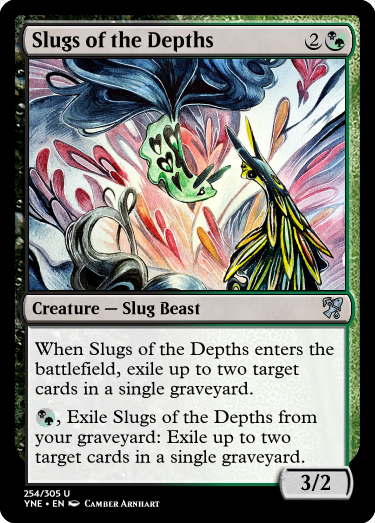 Slugs of the Depths 2
Creature — Slug Beast
When Slugs of the Depths enters the
battlefield, exile up to two target
cards in a single graveyard.
, Exile Slugs of the Depths from
your graveyard: Exile up to two
target cards in a single graveyard.
3/2
254/305 U
YNE • EN Camber Arnhart